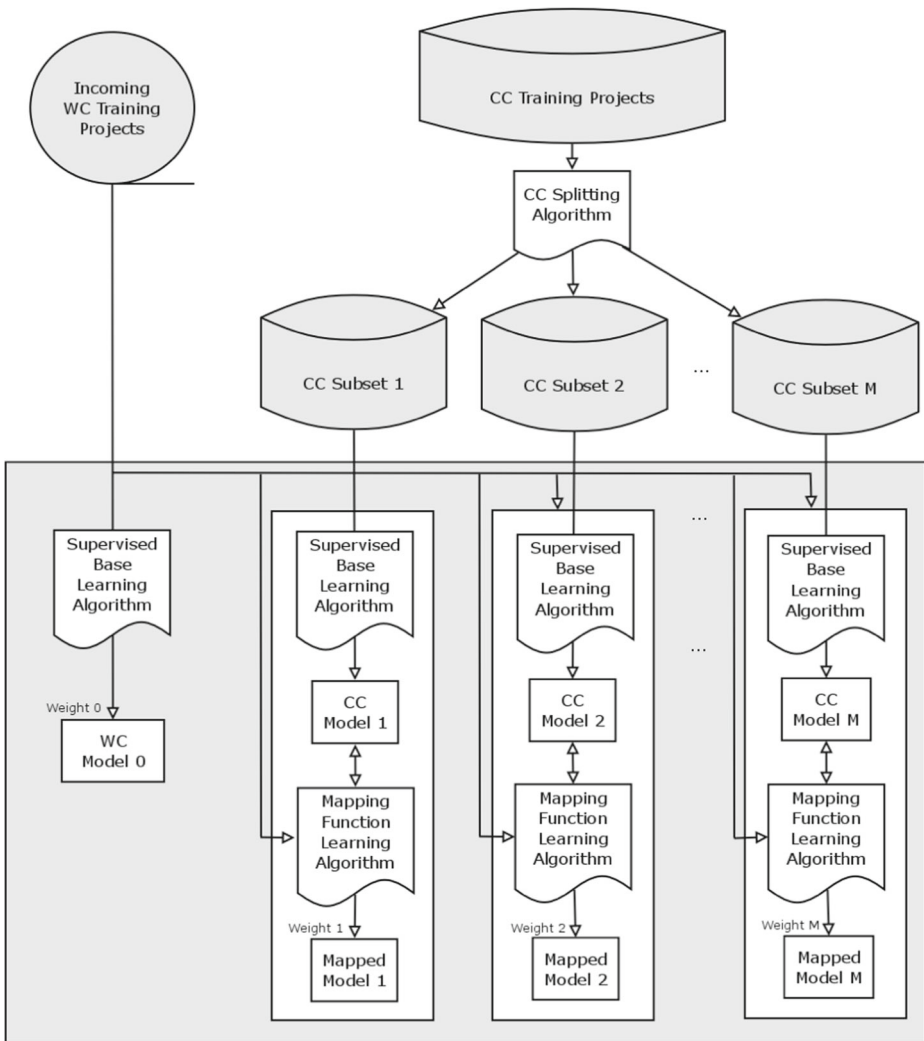 Incoming
WC Training
Projects
CC Training Projects
CC Splitting
Algorithm
CC Subset 1
CC Subset 2
...
CC Subset M
...
Supervised
Base
Learning
Algorithm
Supervised
Base
Learning
Algorithm
Supervised
Base
Learning
Algorithm
Supervised
Base
Learning
Algorithm
...
Weight 0
WC
Model 0
CC
Model 1
CC
Model 2
CC
Model M
Mapping
Function
Learning
Algorithm
Mapping
Function
Learning
Algorithm
Mapping
Function
Learning
Algorithm
Weight 1
Weight 2
Weight M
Mapped
Model 1
Mapped
Model 2
Mapped
Model M